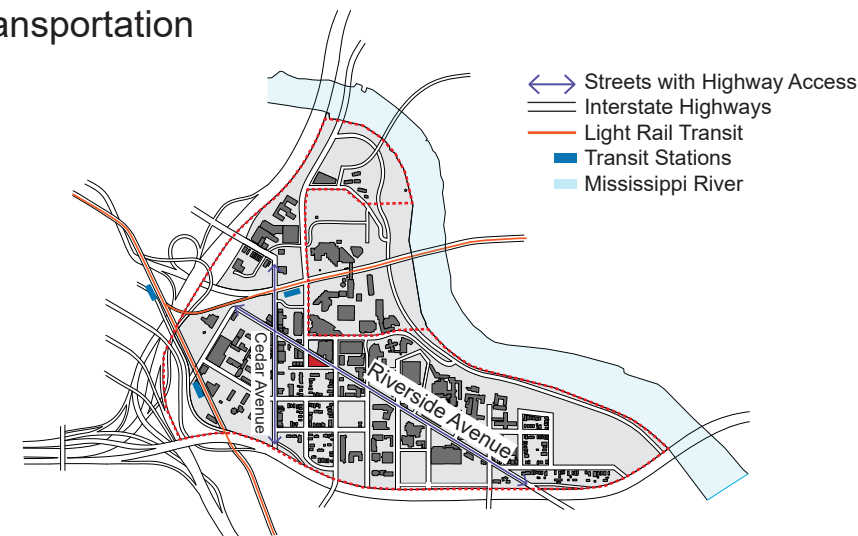 ansportation
Streets with Highway Access
Interstate Highways
Light Rail Transit
Transit Stations
Mississippi River
Cedar Avenue
Riverside Avenue